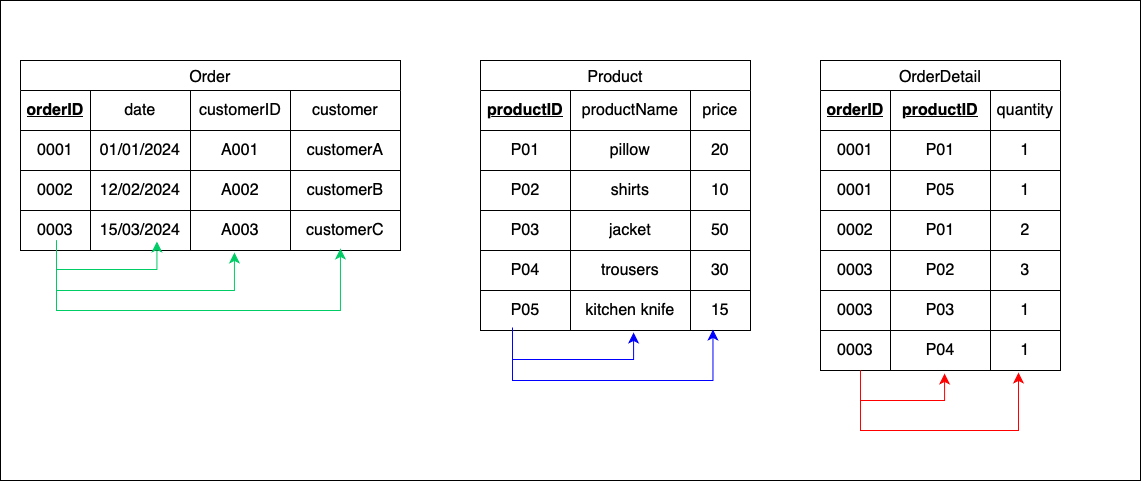 Order
orderID date customerID customer
0001 01/01/2024 A001 customerA
0002 12/02/2024 A002 customerB
0003 15/03/2024 A003 customerC
Product
productID productName price
P01 pillow 20
P02 shirts 10
P03 jacket 50
P04 trousers 30
P05 kitchen knife 15
OrderDetail
orderID productID quantity
0001 P01 1
0001 P05 1
0002 P01 2
0003 P02 3
0003 P03 1
0003 P04 1